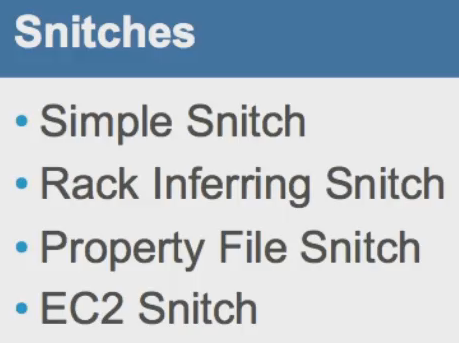 Snitches
• Simple Snitch
• Rack Inferring Snitch
• Property File Snitch
• EC2 Snitch